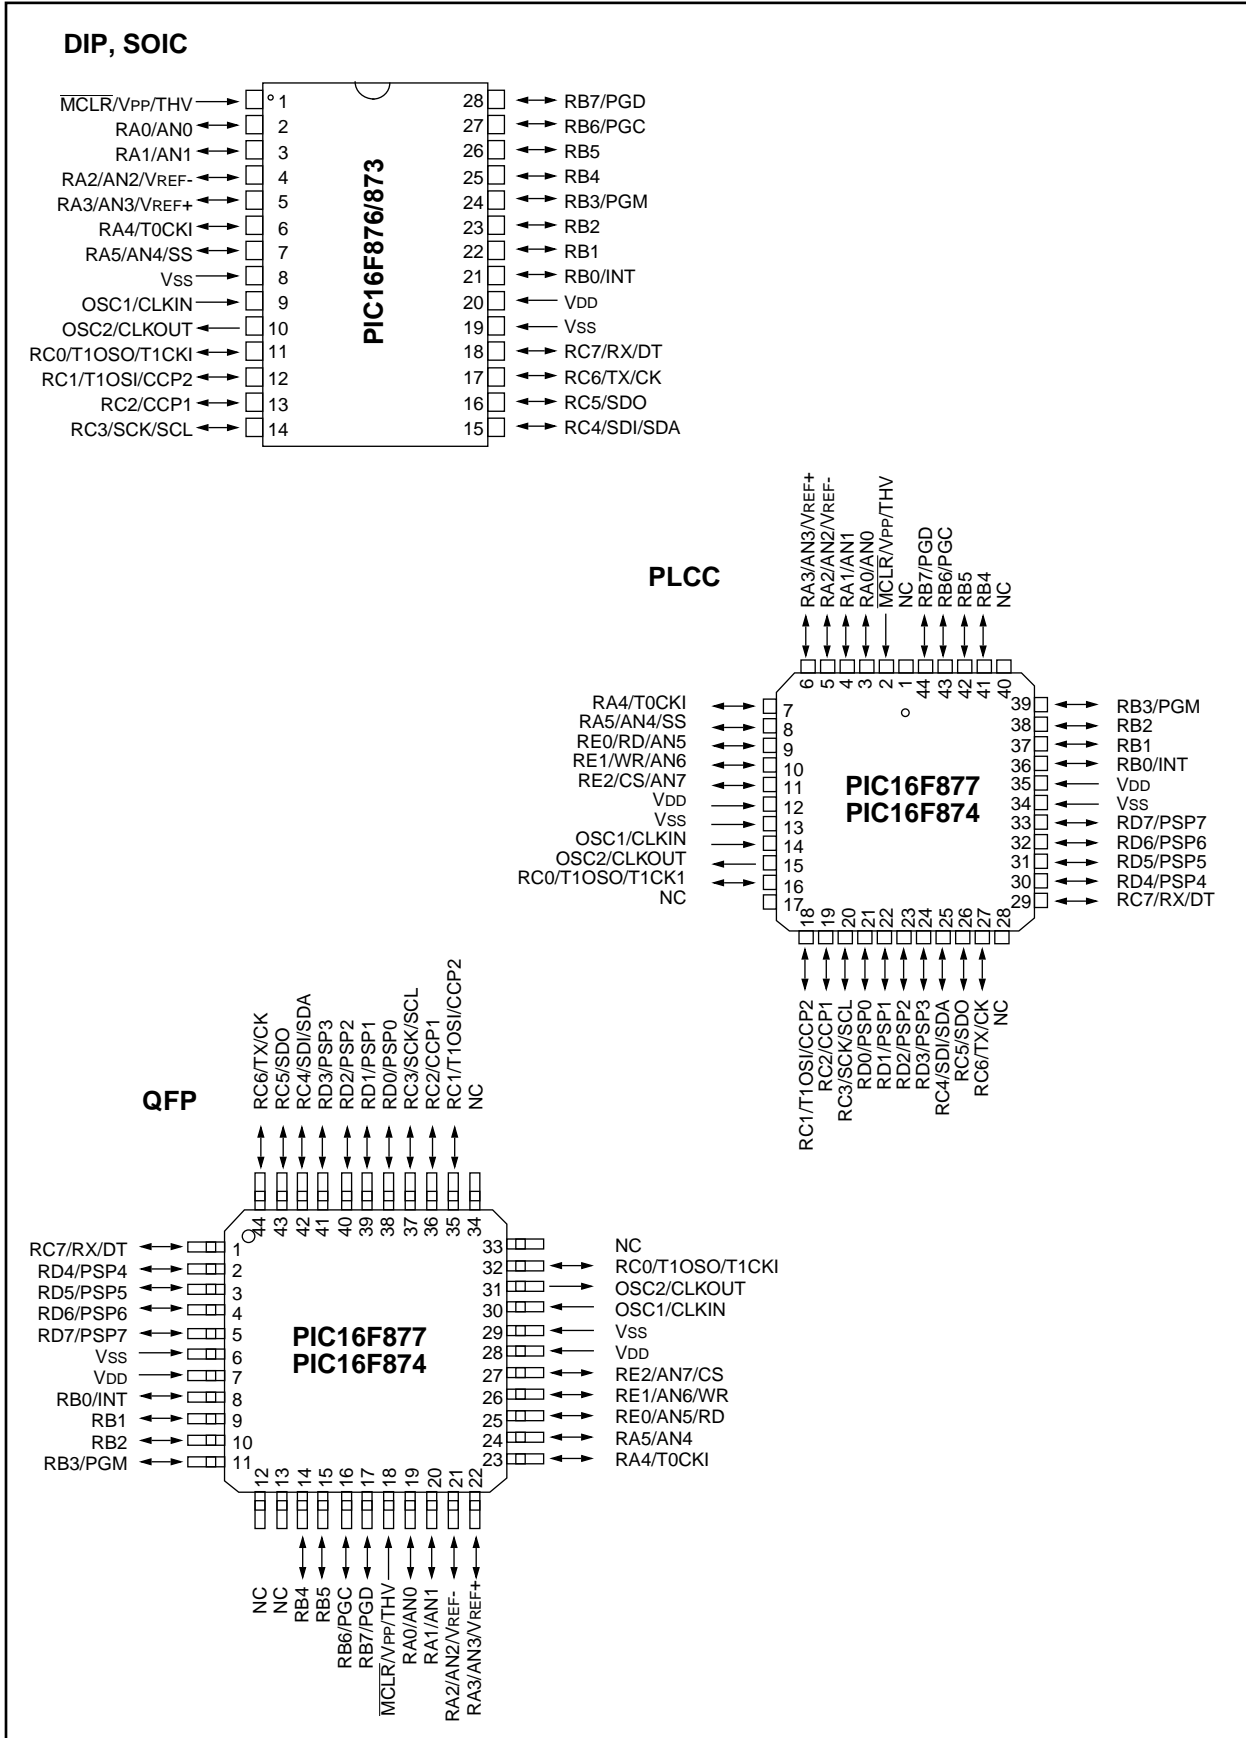 DIP, SOIC
MCLR/VPP/THV 1 28 RB7/PGD
RA0/AN0 2 27 RB6/PGC
RA1/AN1 3 26 RB5
RA2/AN2/VREF- 4 25 RB4
RA3/AN3/VREF+ 5 24 RB3/PGM
RA4/T0CKI 6 23 RB2
RA5/AN4/SS 7 22 RB1
VSS 8 21 RB0/INT
OSC1/CLKIN 9 20 VDD
OSC2/CLKOUT 10 19 VSS
RC0/T1OSO/T1CKI 11 18 RC7/RX/DT
RC1/T1OSI/CCP2 12 17 RC6/TX/CK
RC2/CCP1 13 16 RC5/SDO
RC3/SCK/SCL 14 15 RC4/SDI/SDA
PIC16F876/873
PLCC
RA3/AN3/VREF+
RA2/AN2/VREF-
RA1/AN1
RA0/AN0
MCLR/VPP/THV
NC
RB7/PGD
RB6/PGC
RB5
RB4
NC
6 5 4 3 2 1 44 43 42 41 40
RA4/T0CKI 7
RA5/AN4/SS 8
RE0/RD/AN5 9
RE1/WR/AN6 10
RE2/CS/AN7 11
VDD 12
VSS 13
OSC1/CLKIN 14
OSC2/CLKOUT 15
RC0/T1OSO/T1CK1 16
NC 17
PIC16F877
PIC16F874
39 RB3/PGM
38 RB2
37 RB1
36 RB0/INT
35 VDD
34 VSS
33 RD7/PSP7
32 RD6/PSP6
31 RD5/PSP5
30 RD4/PSP4
29 RC7/RX/DT
18 19 20 21 22 23 24 25 26 27 28
RC1/T1OSI/CCP2
RC2/CCP1
RC3/SCK/SCL
RD0/PSP0
RD1/PSP1
RD2/PSP2
RD3/PSP3
RC4/SDI/SDA
RC5/SDO
RC6/TX/CK
NC
QFP
RC6/TX/CK
RC5/SDO
RC4/SDI/SDA
RD3/PSP3
RD2/PSP2
RD1/PSP1
RD0/PSP0
RC3/SCK/SCL
RC2/CCP1
RC1/T1OSI/CCP2
NC
44 43 42 41 40 39 38 37 36 35 34
RC7/RX/DT 1
RD4/PSP4 2
RD5/PSP5 3
RD6/PSP6 4
RD7/PSP7 5
VSS 6
VDD 7
RB0/INT 8
RB1 9
RB2 10
RB3/PGM 11
PIC16F877
PIC16F874
33 NC
32 RC0/T1OSO/T1CKI
31 OSC2/CLKOUT
30 OSC1/CLKIN
29 VSS
28 VDD
27 RE2/AN7/CS
26 RE1/AN6/WR
25 RE0/AN5/RD
24 RA5/AN4
23 RA4/T0CKI
12 13 14 15 16 17 18 19 20 21 22
NC
NC
RB4
RB5
RB6/PGC
RB7/PGD
MCLR/VPP/THV
RA0/AN0
RA1/AN1
RA2/AN2/VREF-
RA3/AN3/VREF+